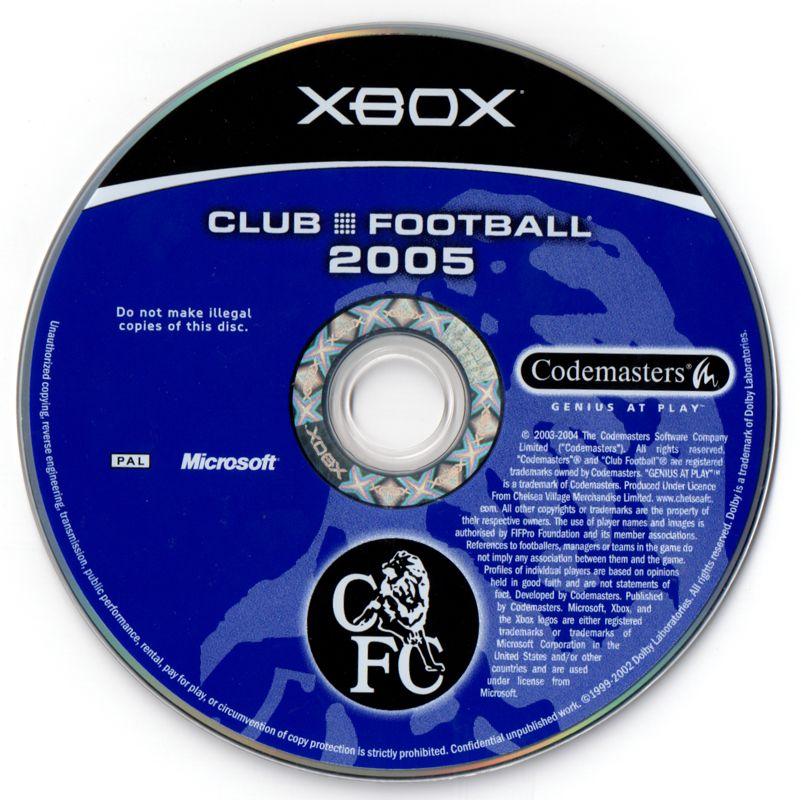 XBOX
CLUB FOOTBALL®
2005
Do not make illegal
copies of this disc.
XBOX
Codemasters®
GENIUS AT PLAY™
PAL
Microsoft®
© 2003-2004 The Codemasters Software Company
Limited ("Codemasters"). All rights reserved.
"Codemasters"® and "Club Football"® are registered
trademarks owned by Codemasters. "GENIUS AT PLAY"™
is a trademark of Codemasters. Produced Under Licence
From Chelsea Village Merchandise Limited. www.chelseafc.
com. All other copyrights or trademarks are the property of
their respective owners. The use of player names and images is
authorised by FIFPro Foundation and its member associations.
References to footballers, managers or teams in the game do
not imply any association between them and the game.
Profiles of individual players are based on opinions
held in good faith and are not statements of
fact. Developed by Codemasters. Published
by Codemasters. Microsoft, Xbox, and
the Xbox logos are either registered
trademarks or trademarks of
Microsoft Corporation in the
United States and/or other
countries and are used
under license from
Microsoft.
C
FC
Unauthorized copying, reverse engineering, transmission, public performance, rental, pay for play, or circumvention of copy protection is strictly prohibited. Confidential unpublished work. ©1999-2002 Dolby Laboratories. All rights reserved. Dolby is a trademark of Dolby Laboratories.